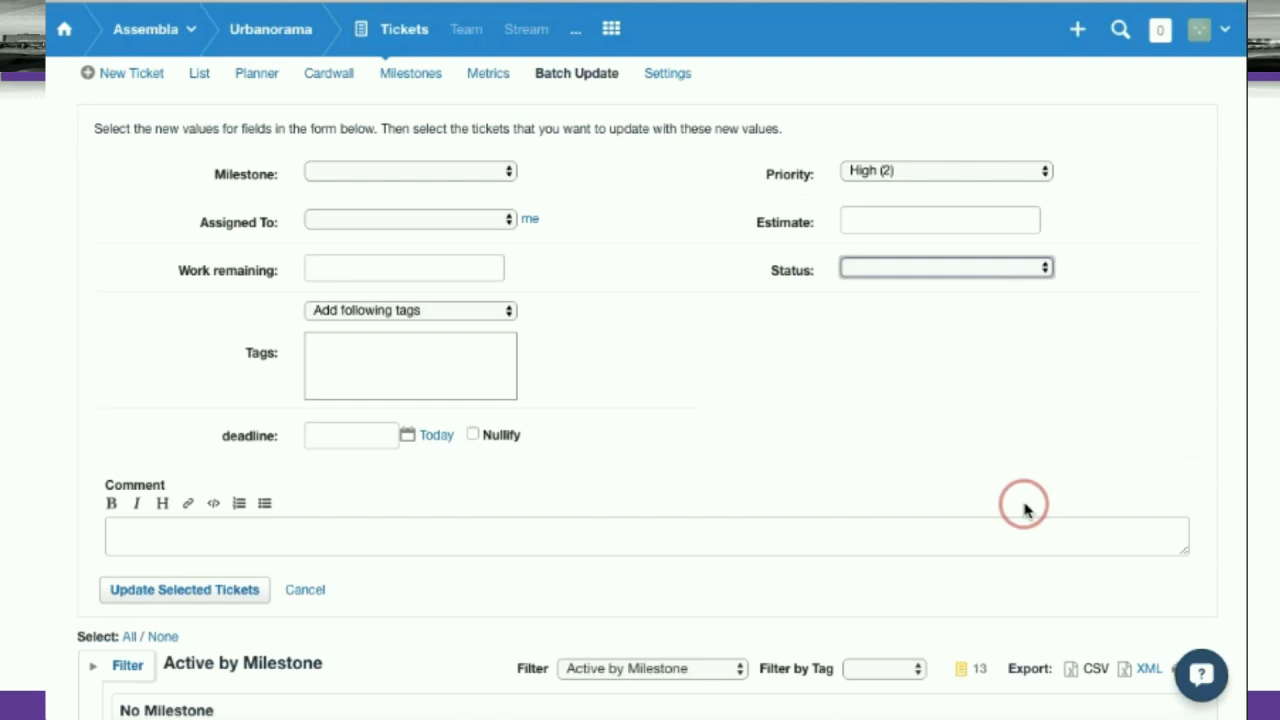 Assembla Urbanorama Tickets Team Stream ... 0
New Ticket List Planner Cardwall Milestones Metrics Batch Update Settings
Select the new values for fields in the form below. Then select the tickets that you want to update with these new values.
Milestone: Priority: High (2)
Assigned To: me Estimate:
Work remaining: Status:
Add following tags
Tags:
deadline: Today Nullify
Comment
B I H
Update Selected Tickets Cancel
Select: All / None
Filter Active by Milestone Filter Active by Milestone Filter by Tag 13 Export: CSV XML
?
No Milestone